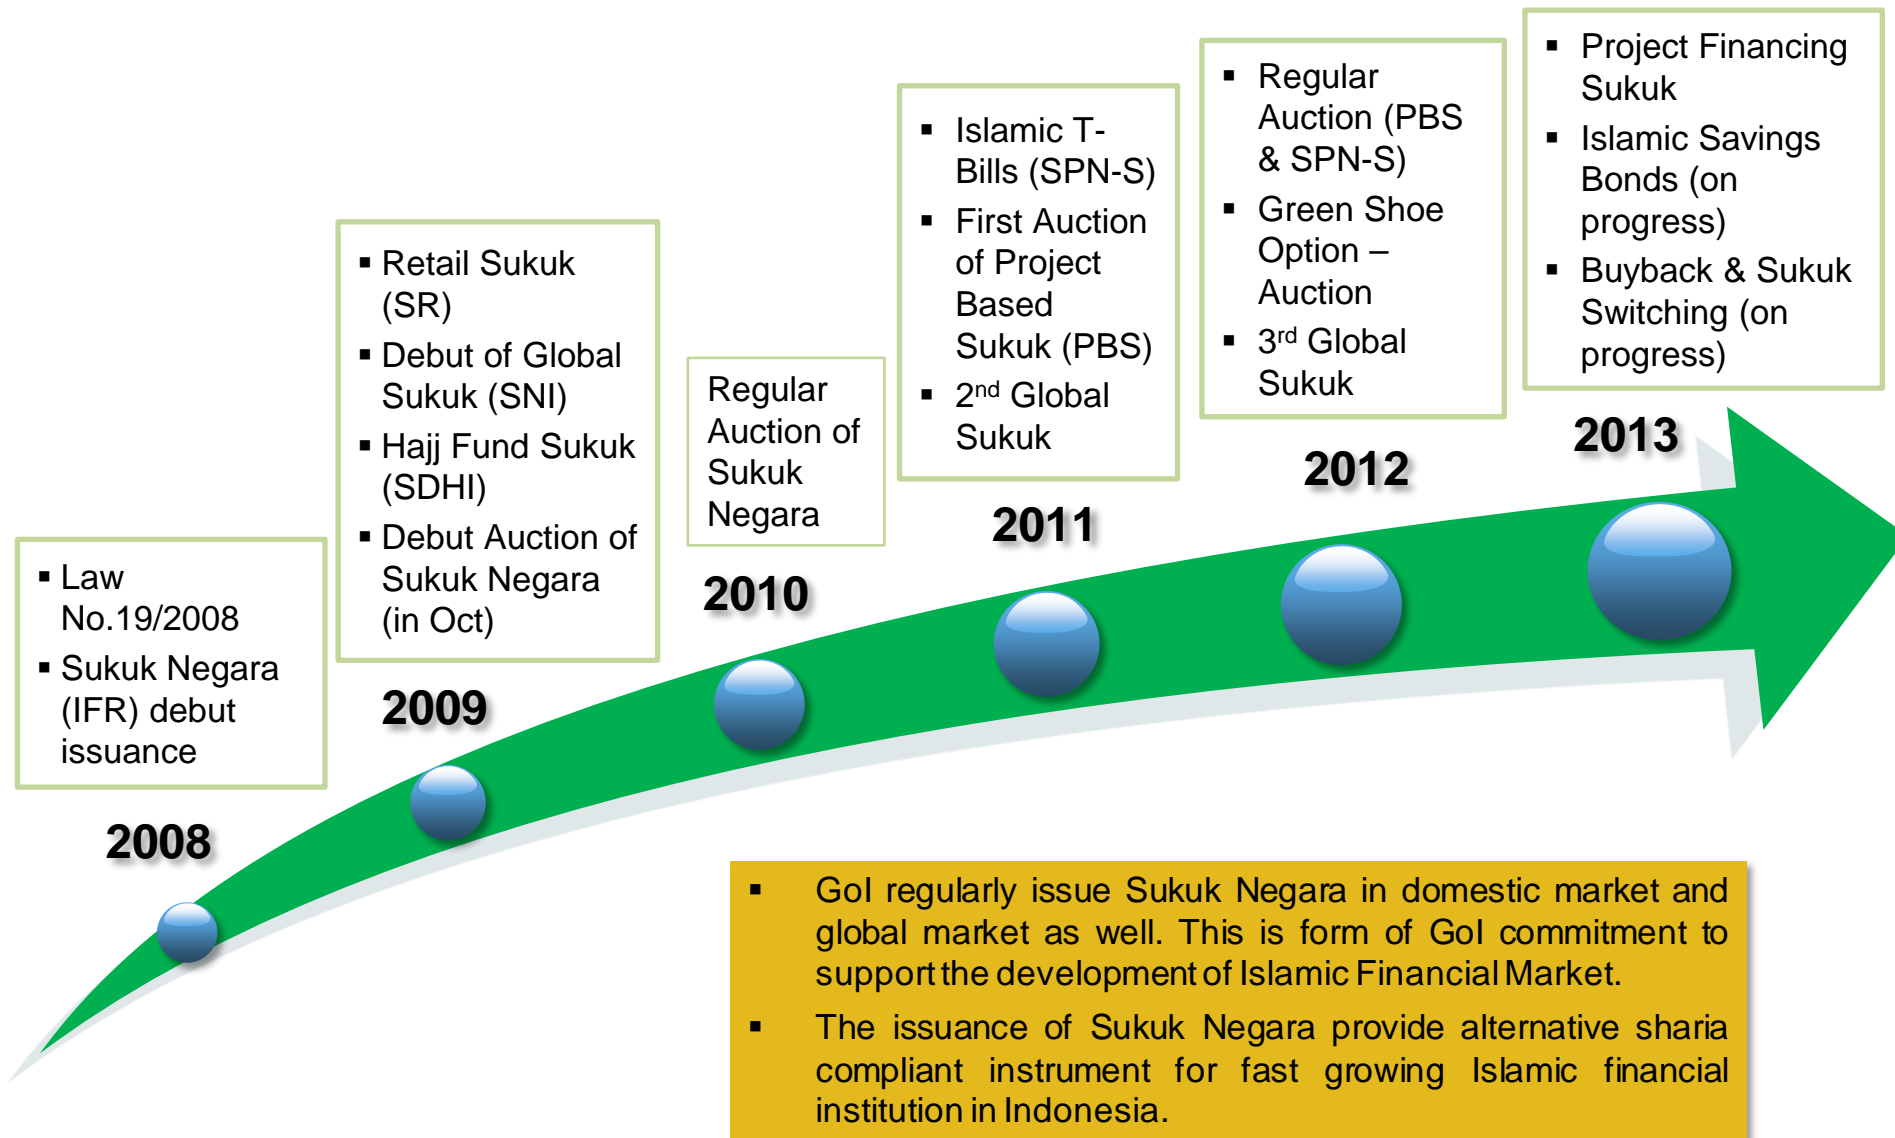 ▪ Law
No.19/2008
▪ Sukuk Negara
(IFR) debut
issuance
2008
▪ Retail Sukuk
(SR)
▪ Debut of Global
Sukuk (SNI)
▪ Hajj Fund Sukuk
(SDHI)
▪ Debut Auction of
Sukuk Negara
(in Oct)
2009
Regular
Auction of
Sukuk
Negara
2010
▪ Islamic T-
Bills (SPN-S)
▪ First Auction
of Project
Based
Sukuk (PBS)
▪ 2nd Global
Sukuk
2011
▪ Regular
Auction (PBS
& SPN-S)
▪ Green Shoe
Option –
Auction
▪ 3rd Global
Sukuk
2012
▪ Project Financing
Sukuk
▪ Islamic Savings
Bonds (on
progress)
▪ Buyback & Sukuk
Switching (on
progress)
2013
▪ GoI regularly issue Sukuk Negara in domestic market and
global market as well. This is form of GoI commitment to
support the development of Islamic Financial Market.
▪ The issuance of Sukuk Negara provide alternative sharia
compliant instrument for fast growing Islamic financial
institution in Indonesia.